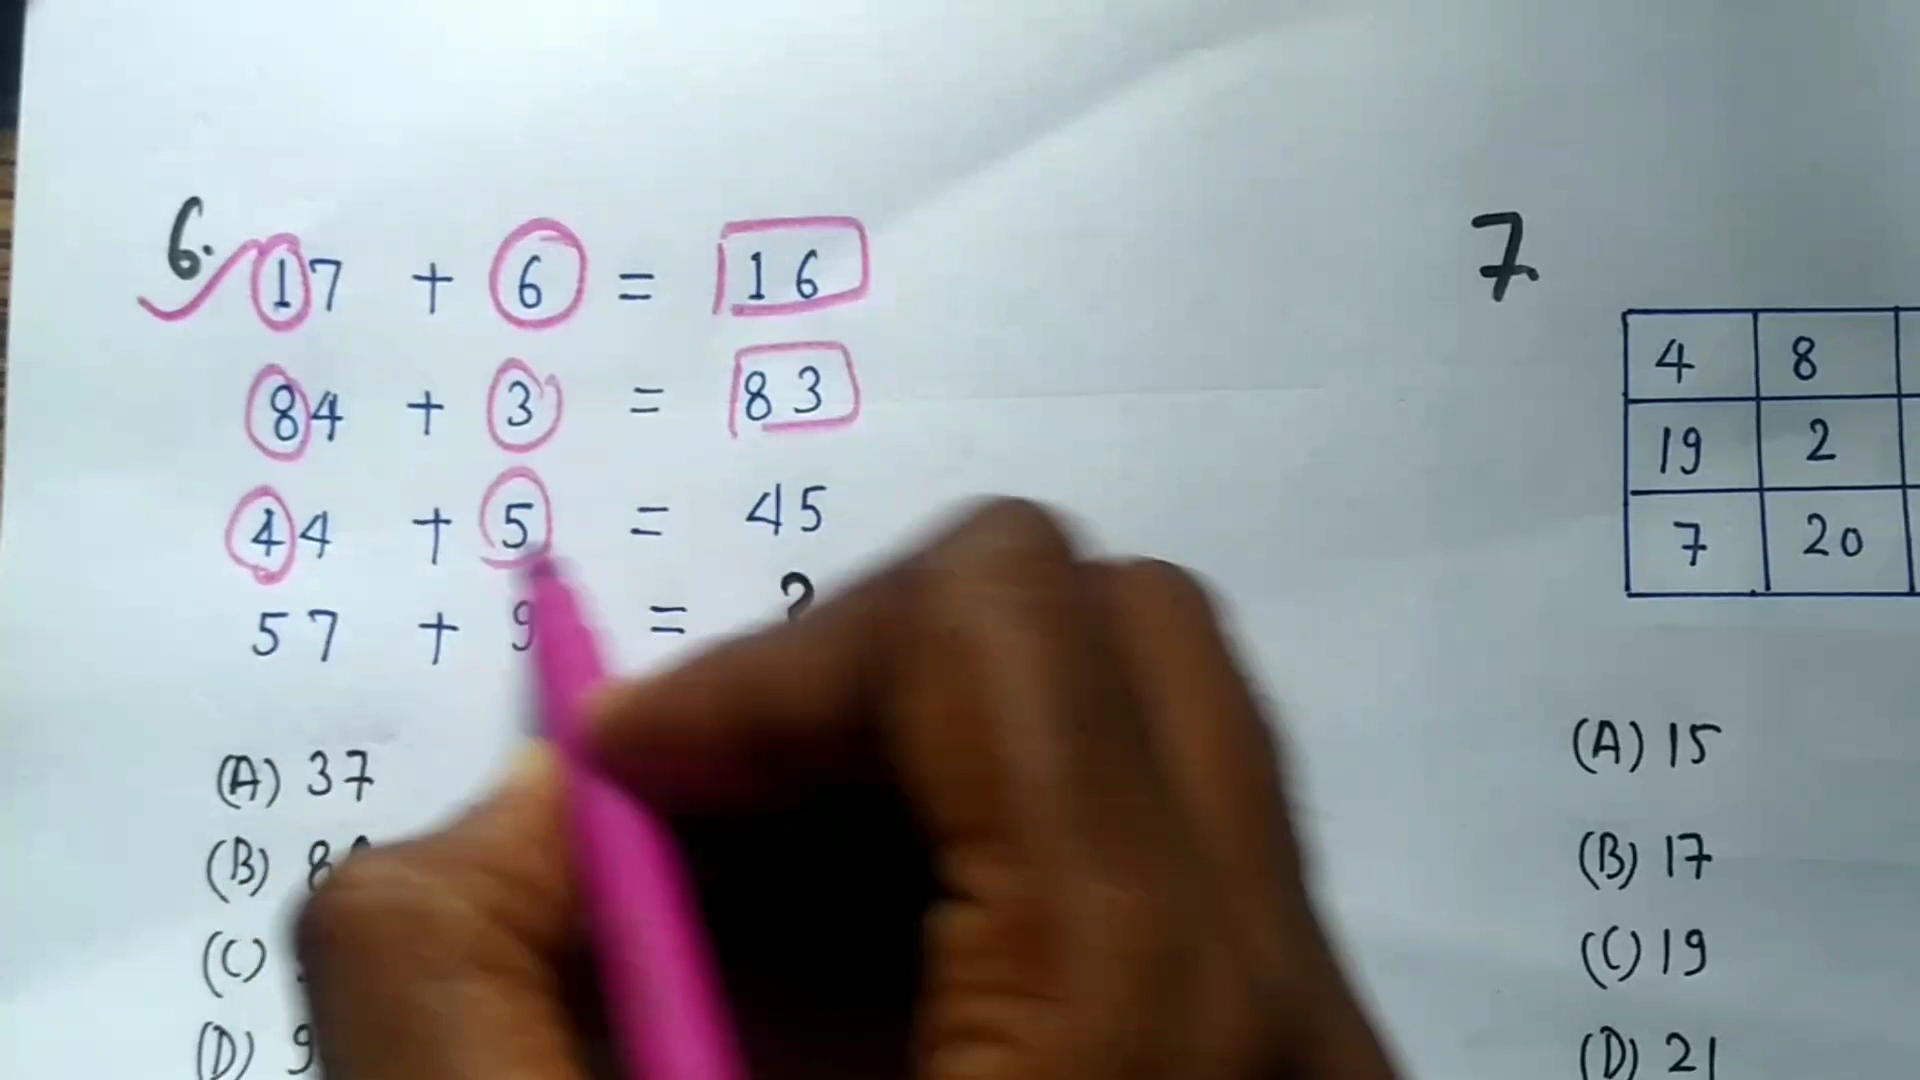 6. 17 + 6 = 16
84 + 3 = 83
44 + 5 = 45
57 + 9 = ?
(A) 37
(B)
(C)
(D)
7
4 8
19 2
7 20
(A) 15
(B) 17
(C) 19
(D) 21